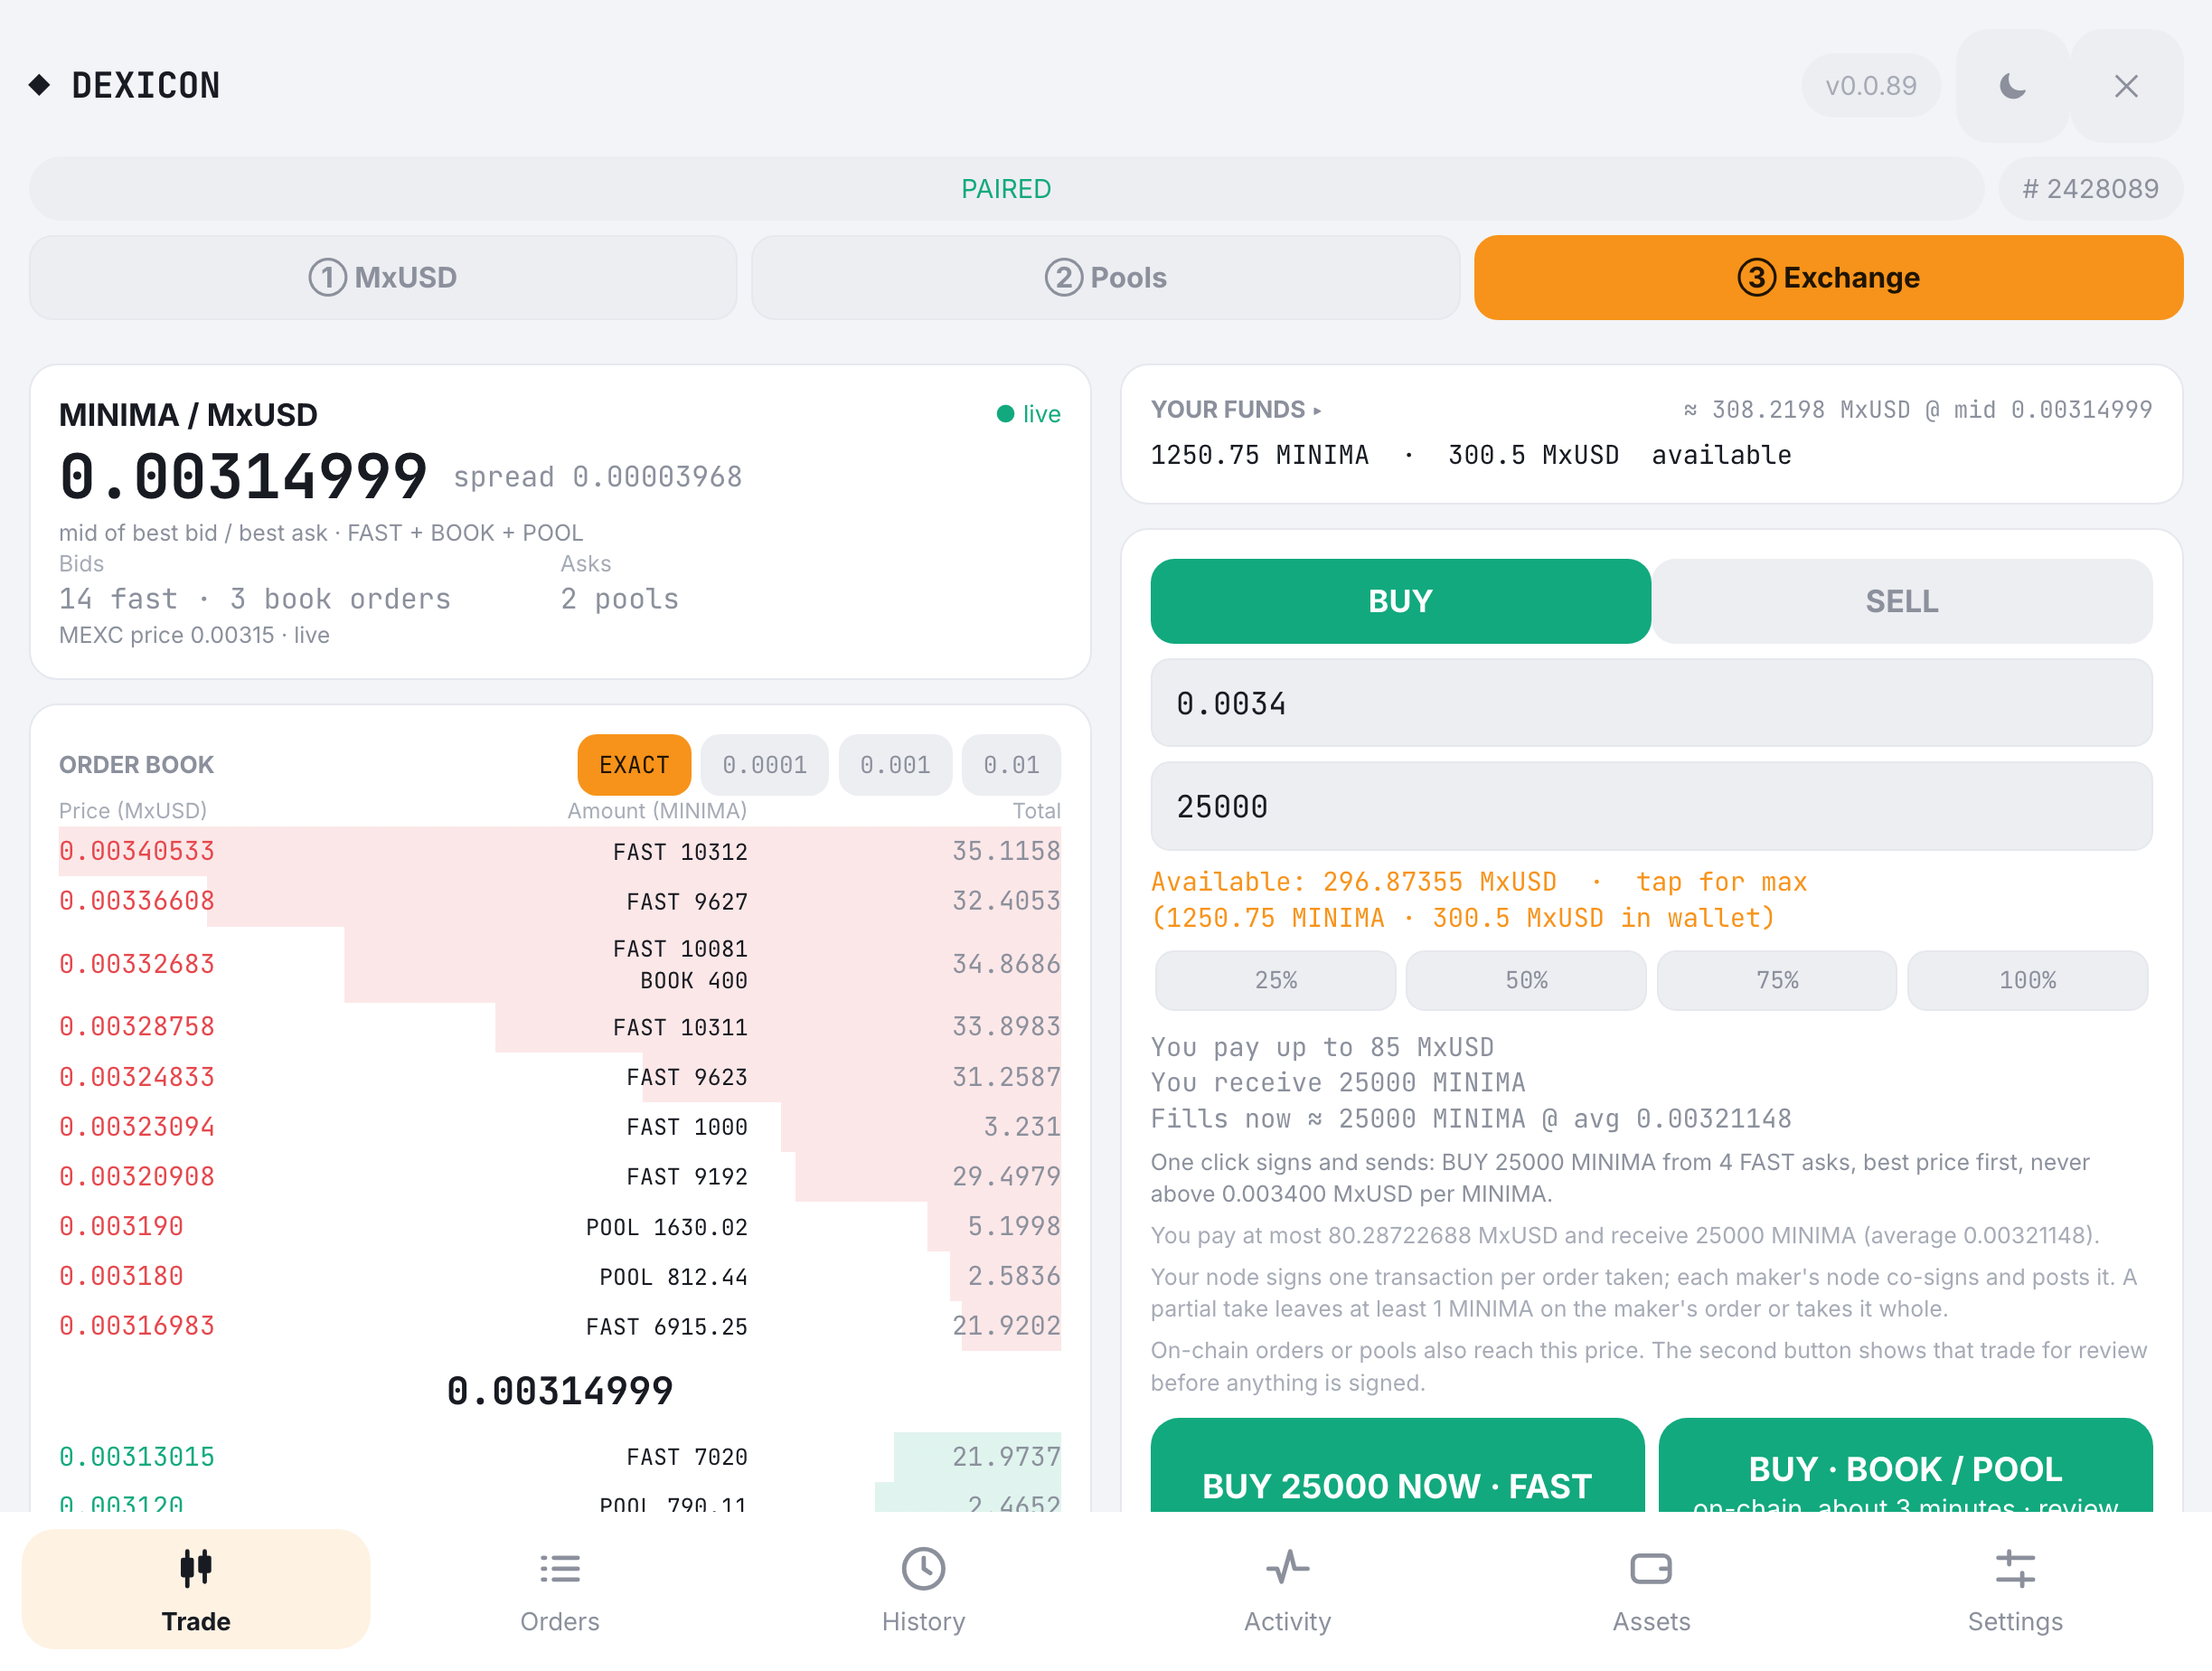 ◆ DEXICON
v0.0.89
PAIRED
# 2428089
① MxUSD
② Pools
③ Exchange
MINIMA / MxUSD
live
0.00314999 spread 0.00003968
mid of best bid / best ask · FAST + BOOK + POOL
Bids Asks
14 fast · 3 book orders 2 pools
MEXC price 0.00315 · live
ORDER BOOK EXACT 0.0001 0.001 0.01
Price (MxUSD) Amount (MINIMA) Total
0.00340533 FAST 10312 35.1158
0.00336608 FAST 9627 32.4053
0.00332683 FAST 10081 34.8686
BOOK 400
0.00328758 FAST 10311 33.8983
0.00324833 FAST 9623 31.2587
0.00323094 FAST 1000 3.231
0.00320908 FAST 9192 29.4979
0.003190 POOL 1630.02 5.1998
0.003180 POOL 812.44 2.5836
0.00316983 FAST 6915.25 21.9202
0.00314999
0.00313015 FAST 7020 21.9737
0.003120 POOL 790.11 2.4652
YOUR FUNDS ▸ ≈ 308.2198 MxUSD @ mid 0.00314999
1250.75 MINIMA · 300.5 MxUSD available
BUY SELL
0.0034
25000
Available: 296.87355 MxUSD · tap for max
(1250.75 MINIMA · 300.5 MxUSD in wallet)
25% 50% 75% 100%
You pay up to 85 MxUSD
You receive 25000 MINIMA
Fills now ≈ 25000 MINIMA @ avg 0.00321148
One click signs and sends: BUY 25000 MINIMA from 4 FAST asks, best price first, never
above 0.003400 MxUSD per MINIMA.
You pay at most 80.28722688 MxUSD and receive 25000 MINIMA (average 0.00321148).
Your node signs one transaction per order taken; each maker's node co-signs and posts it. A
partial take leaves at least 1 MINIMA on the maker's order or takes it whole.
On-chain orders or pools also reach this price. The second button shows that trade for review
before anything is signed.
BUY 25000 NOW · FAST
BUY · BOOK / POOL
on-chain, about 3 minutes · review
Trade Orders History Activity Assets Settings